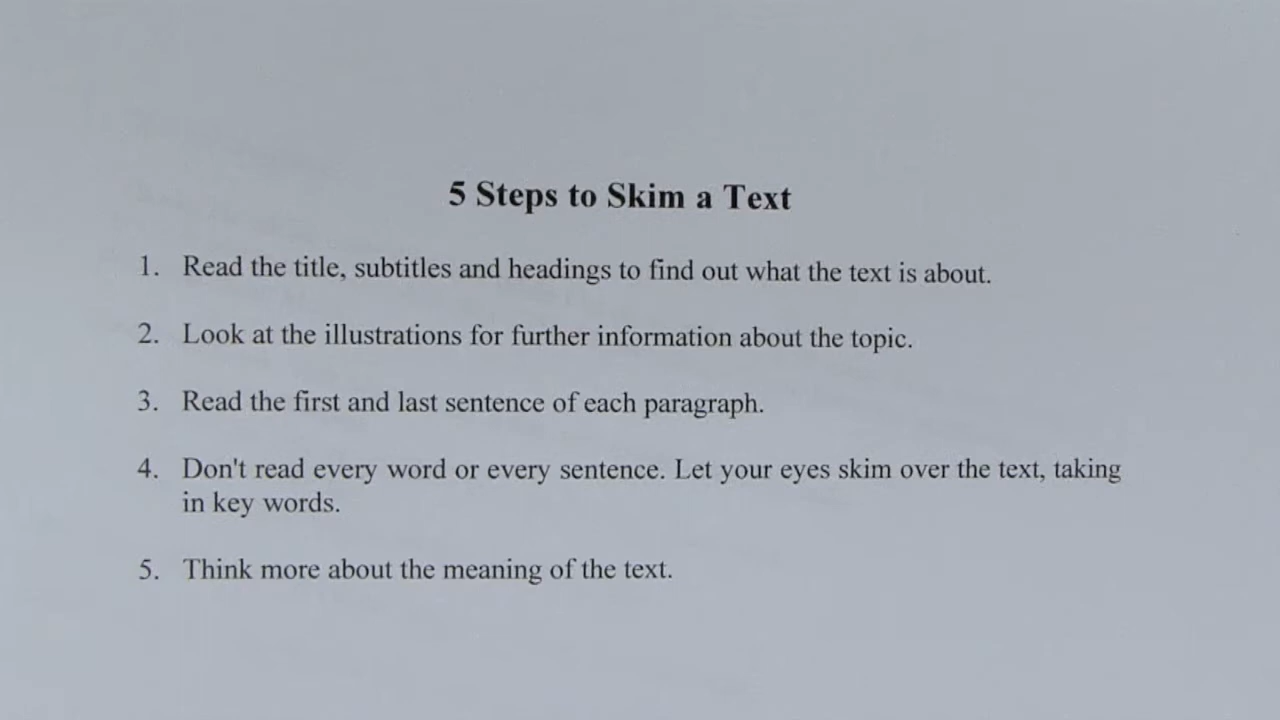 5 Steps to Skim a Text
1. Read the title, subtitles and headings to find out what the text is about.
2. Look at the illustrations for further information about the topic.
3. Read the first and last sentence of each paragraph.
4. Don't read every word or every sentence. Let your eyes skim over the text, taking
in key words.
5. Think more about the meaning of the text.